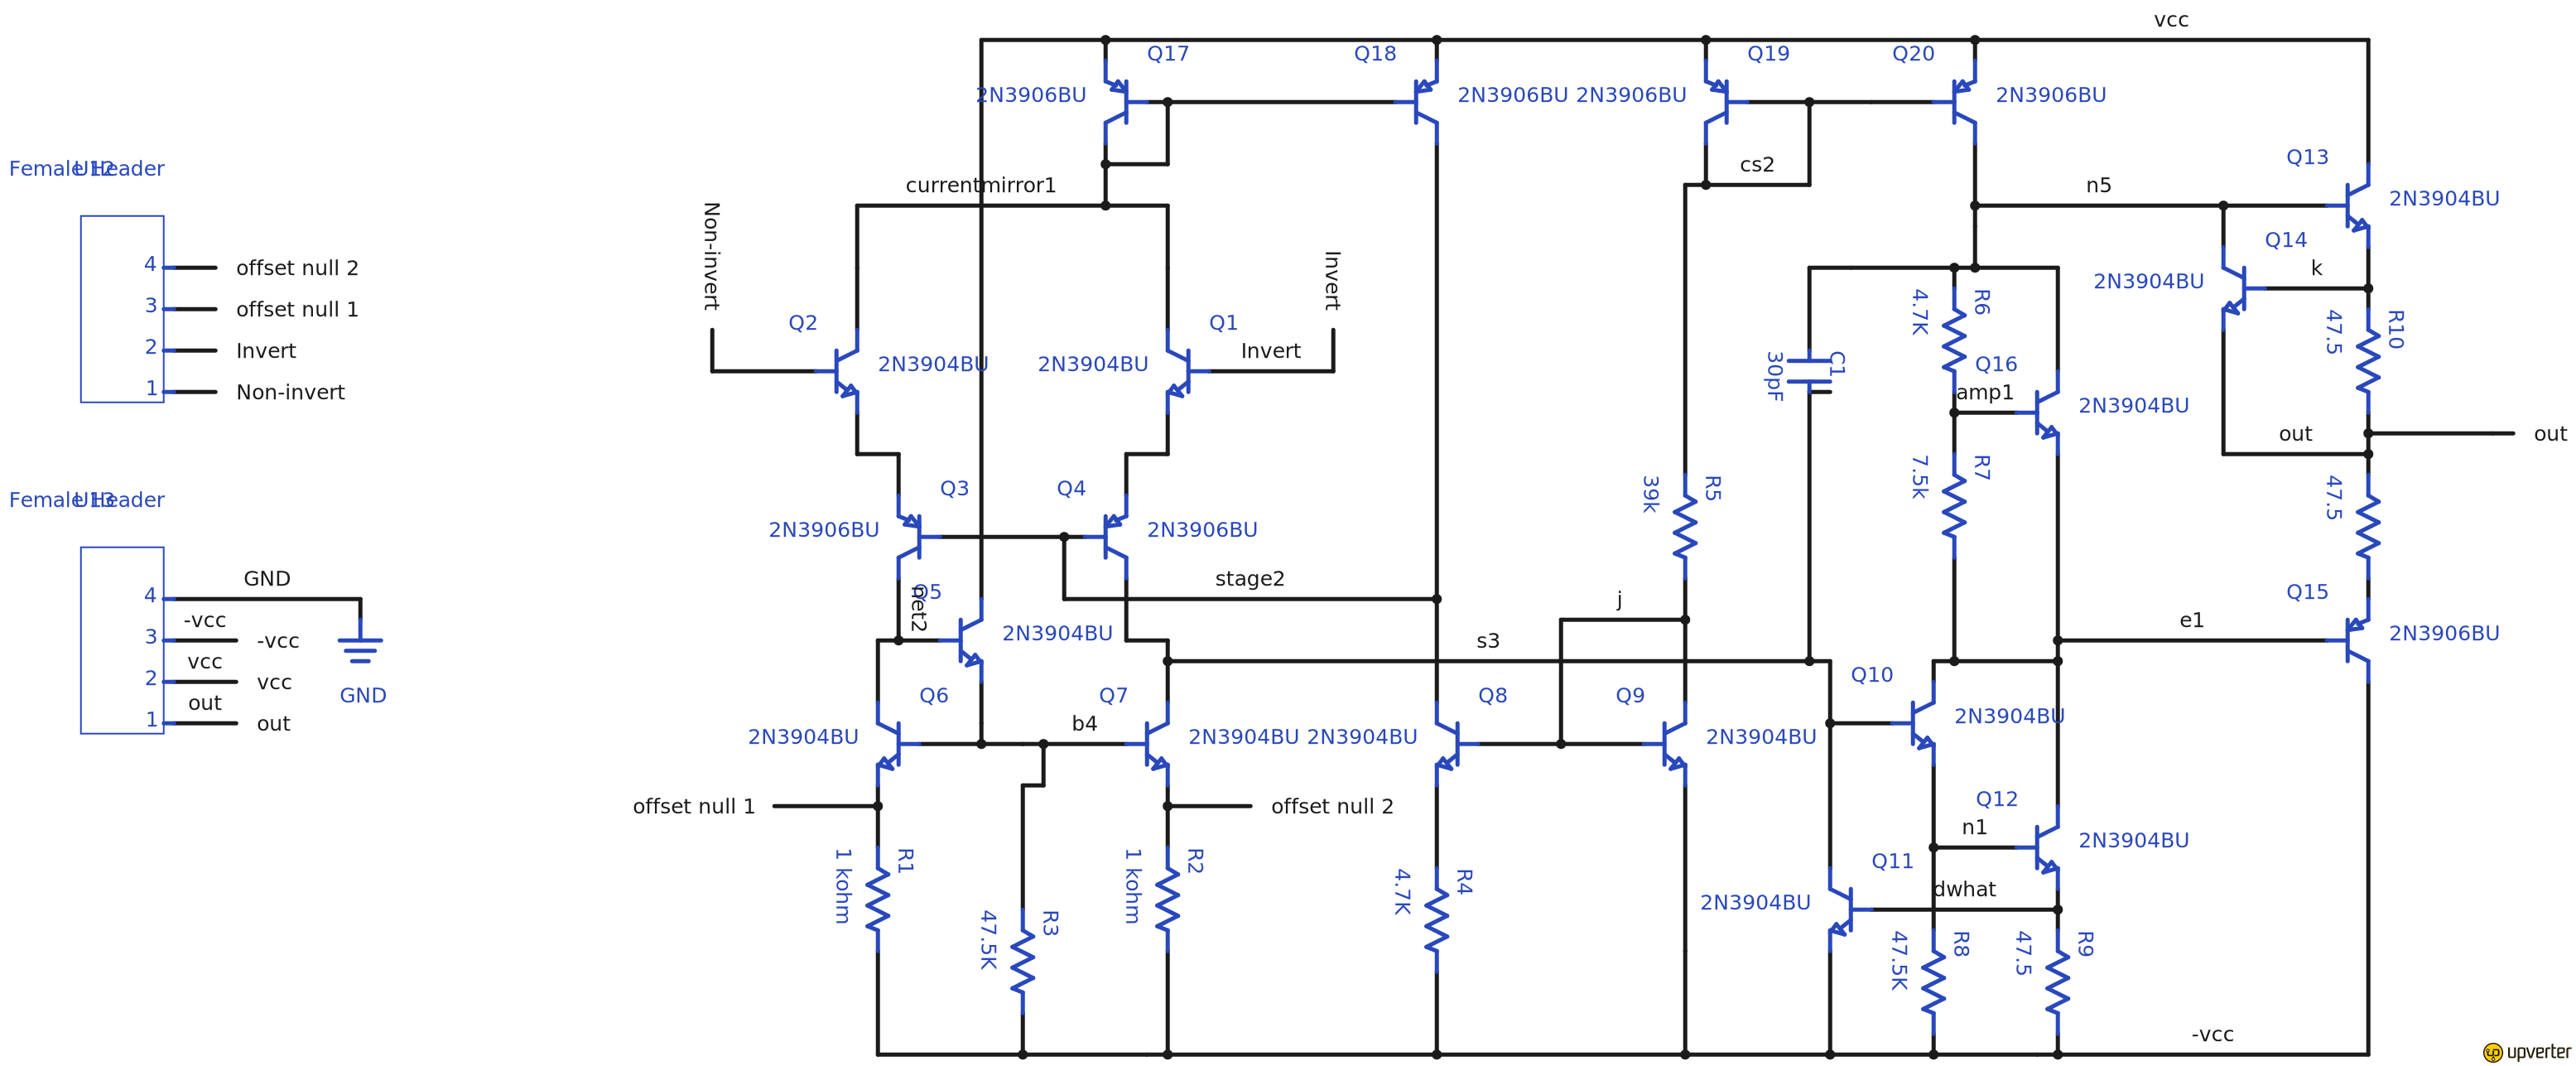 vcc
Q17
Q18
Q19
Q20
2N3906BU
2N3906BU
2N3906BU
2N3906BU
Female Header
U12
4
offset null 2
3
offset null 1
2
Invert
1
Non-invert
cs2
Q13
currentmirror1
n5
2N3904BU
Non-invert
Invert
Q14
k
2N3904BU
Q2
Q1
2N3904BU
2N3904BU
Invert
4.7K
R6
47.5
R10
30pF
C1
Q16
amp1
2N3904BU
out
out
Female Header
U13
4
GND
3
-vcc
-vcc
2
vcc
vcc
1
out
out
GND
Q3
Q4
2N3906BU
2N3906BU
39k
R5
7.5k
R7
47.5
Q5
net2
2N3904BU
stage2
j
s3
e1
Q15
2N3906BU
Q6
Q7
Q8
Q9
Q10
2N3904BU
b4
2N3904BU
2N3904BU
2N3904BU
2N3904BU
offset null 1
offset null 2
Q12
n1
2N3904BU
1 kohm
R1
1 kohm
R2
47.5K
R3
4.7K
R4
Q11
dwhat
2N3904BU
47.5K
R8
47.5
R9
-vcc
upverter